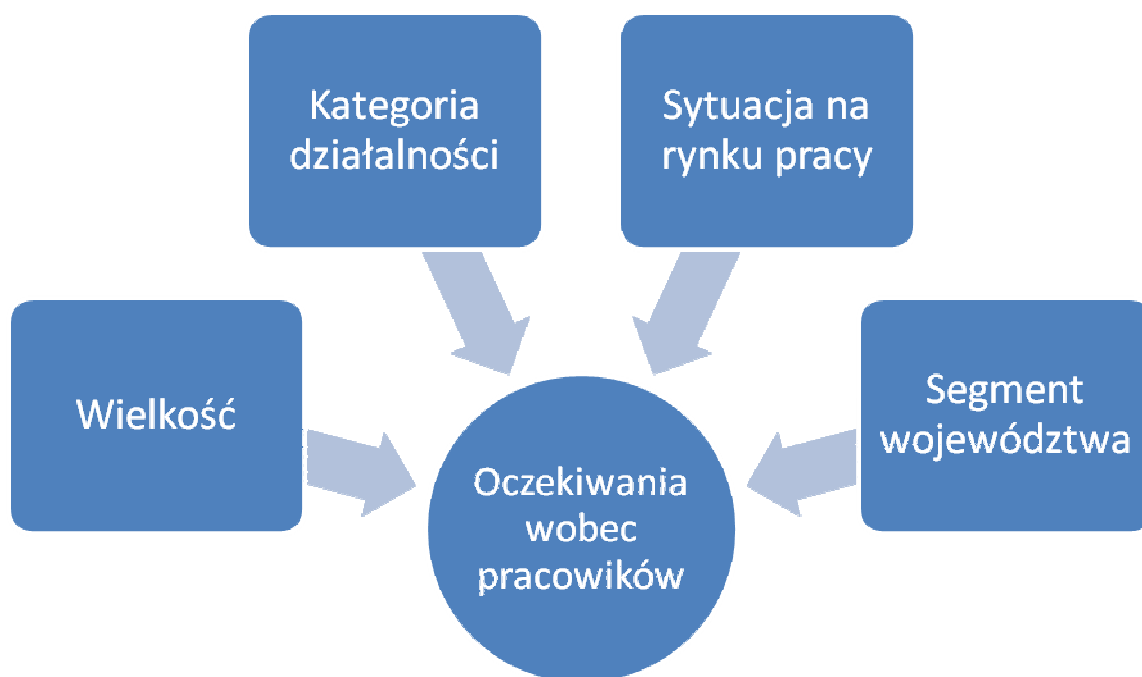 Kategoria
działalności
Sytuacja na
rynku pracy
Wielkość
Segment
województwa
Oczekiwania
wobec
pracowików